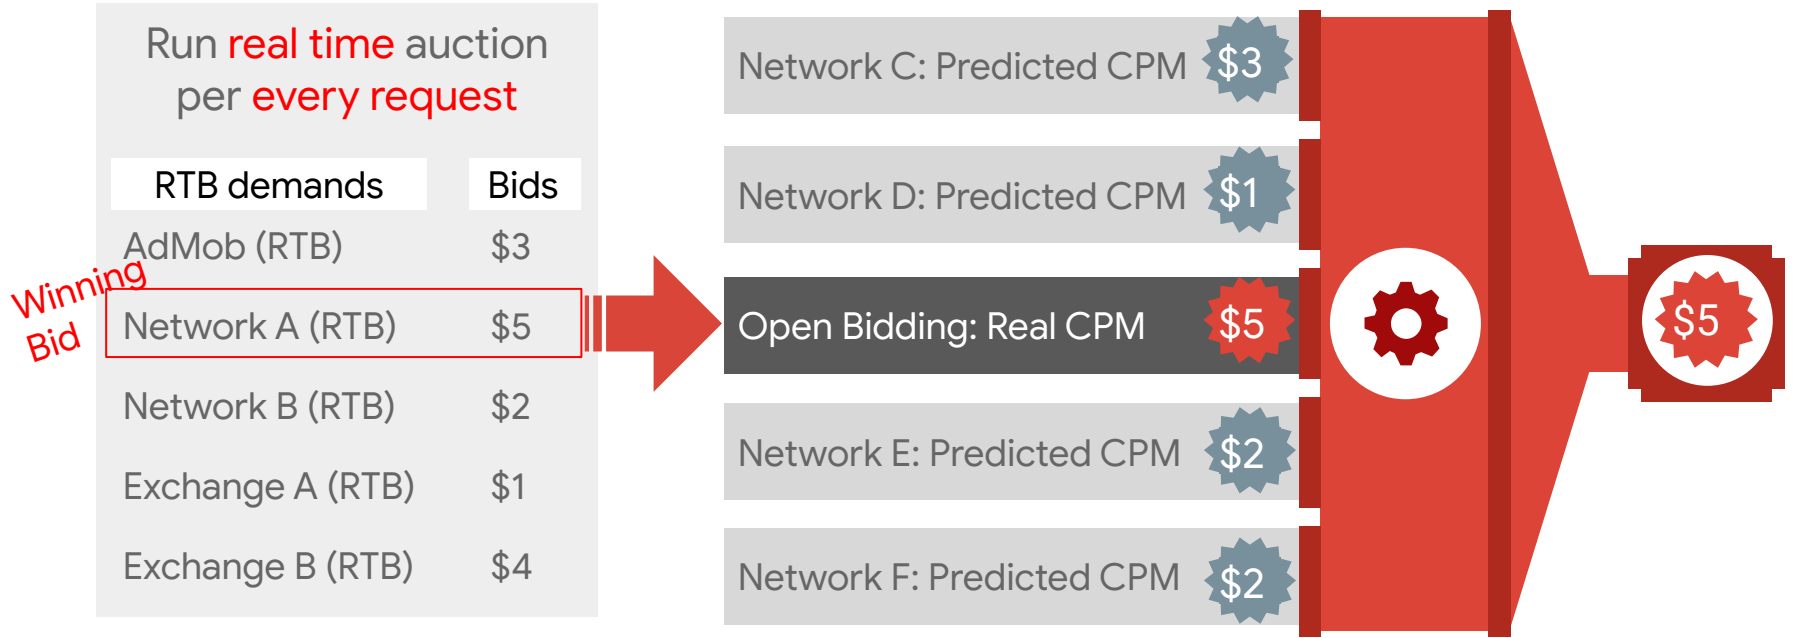 Run real time auction
per every request
RTB demands Bids
AdMob (RTB) $3
Winning
Bid
Network A (RTB) $5
Network B (RTB) $2
Exchange A (RTB) $1
Exchange B (RTB) $4
Network C: Predicted CPM $3
Network D: Predicted CPM $1
Open Bidding: Real CPM $5
Network E: Predicted CPM $2
Network F: Predicted CPM $2
$5